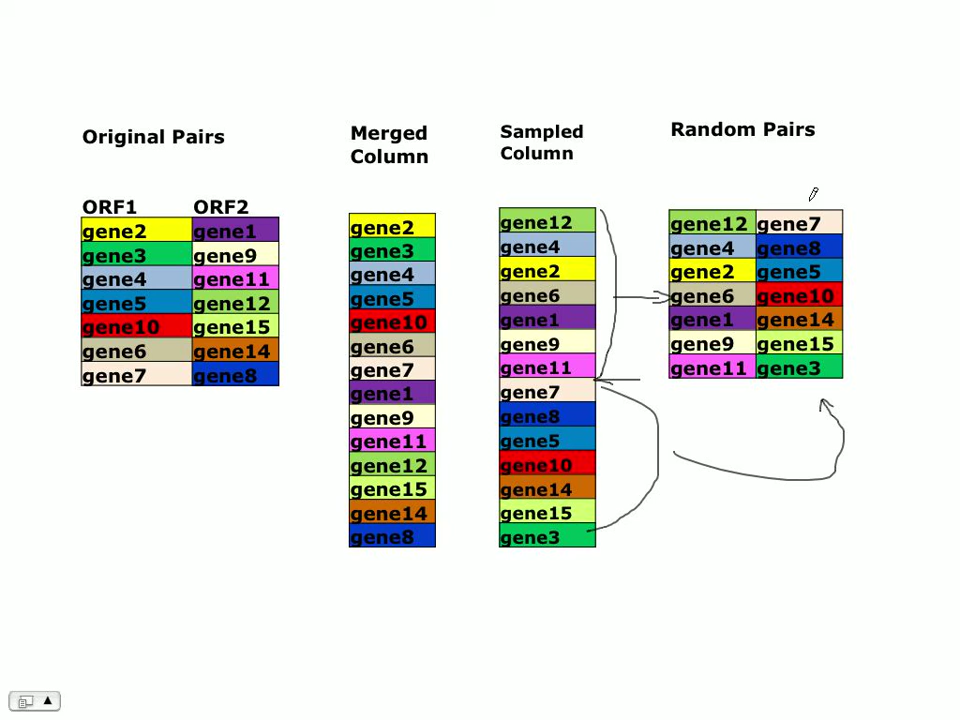 Original Pairs
ORF1 ORF2
gene2 gene1
gene3 gene9
gene4 gene11
gene5 gene12
gene10 gene15
gene6 gene14
gene7 gene8
Merged
Column
gene2
gene3
gene4
gene5
gene10
gene6
gene7
gene1
gene9
gene11
gene12
gene15
gene14
gene8
Sampled
Column
gene12
gene4
gene2
gene6
gene1
gene9
gene11
gene7
gene8
gene5
gene10
gene14
gene15
gene3
Random Pairs
gene12 gene7
gene4 gene8
gene2 gene5
gene6 gene10
gene1 gene14
gene9 gene15
gene11 gene3